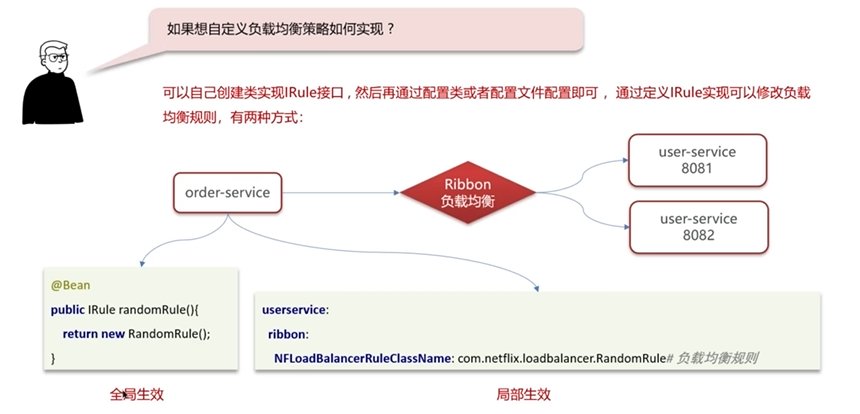 如果想自定义负载均衡策略如何实现？
可以自己创建类实现IRule接口，然后再通过配置类或者配置文件配置即可，通过定义IRule实现可以修改负载
均衡规则，有两种方式：
order-service
Ribbon
负载均衡
user-service
8081
user-service
8082
@Bean
public IRule randomRule(){
return new RandomRule();
}
userservice:
ribbon:
NFLoadBalancerRuleClassName: com.netflix.loadbalancer.RandomRule# 负载均衡规则
全局生效
局部生效